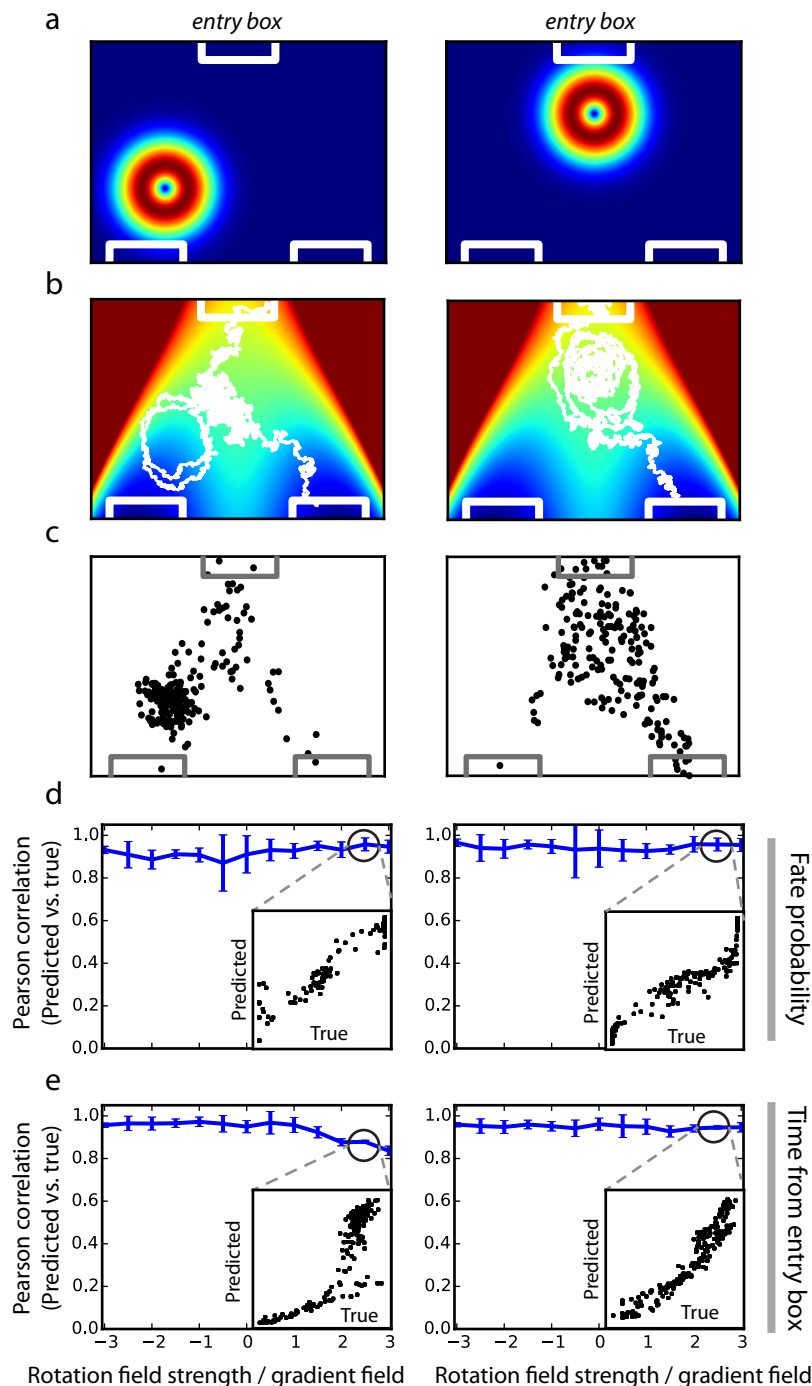 a
entry box
entry box
b
c
d
Pearson correlation
(Predicted vs. true)
1.0
0.8
0.6
0.4
0.2
0.0
Predicted
True
Predicted
True
Fate probability
e
Pearson correlation
(Predicted vs. true)
1.0
0.8
0.6
0.4
0.2
0.0
Predicted
True
Predicted
True
Time from entry box
−3 −2 −1 0 1 2 3
−3 −2 −1 0 1 2 3
Rotation field strength / gradient field
Rotation field strength / gradient field